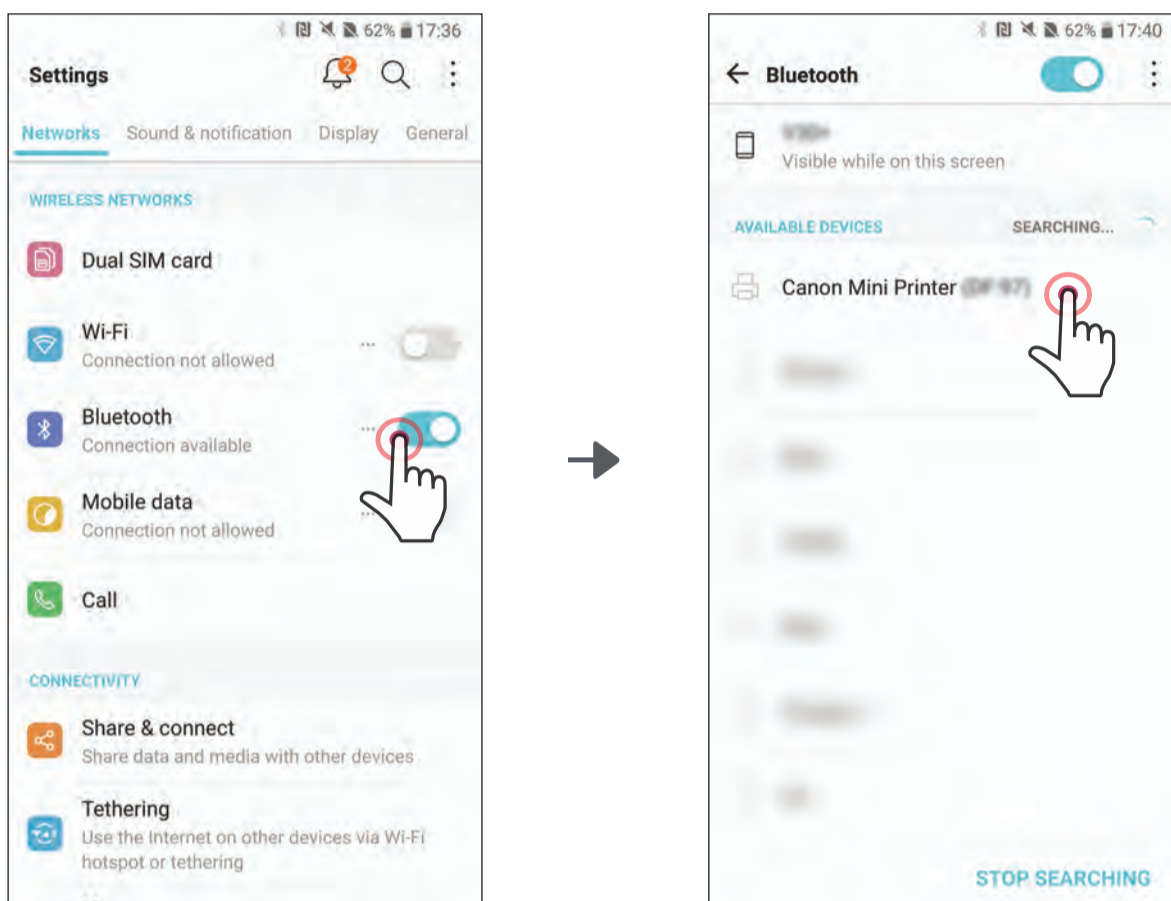 62% 17:36
Settings
2
Networks Sound & notification Display General
WIRELESS NETWORKS
Dual SIM card
Wi-Fi
Connection not allowed
...
Bluetooth
Connection available
...
Mobile data
Connection not allowed
...
Call
CONNECTIVITY
Share & connect
Share data and media with other devices
Tethering
Use the Internet on other devices via Wi-Fi
hotspot or tethering
62% 17:40
Bluetooth
Visible while on this screen
AVAILABLE DEVICES SEARCHING...
Canon Mini Printer
STOP SEARCHING